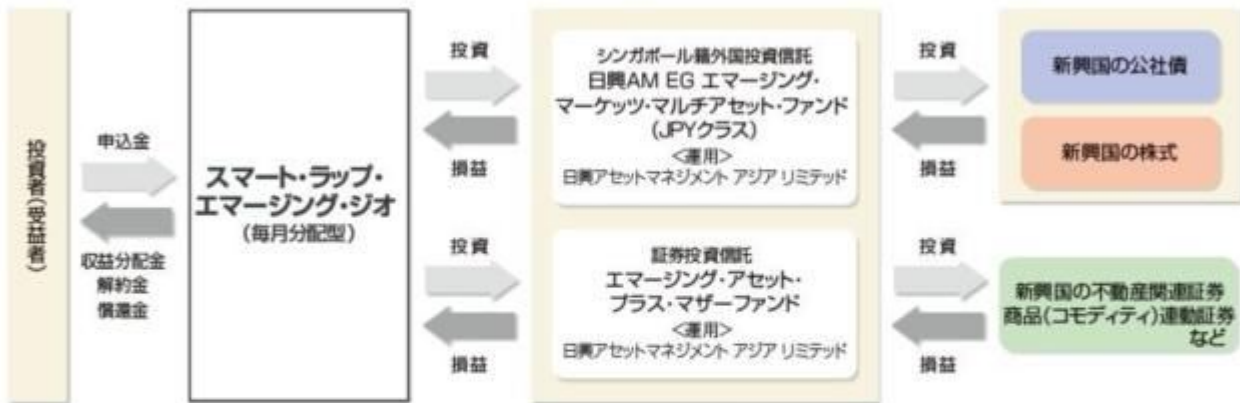 投資者(受益者)
申込金
収益分配金
解約金
償還金
スマート・ラップ・
エマージング・ジオ
(毎月分配型)
投資
損益
投資
損益
シンガポール籍外国投資信託
日興AM EG エマージング・
マーケッツ・マルチアセット・ファンド
(JPYクラス)
<運用>
日興アセットマネジメント アジア リミテッド
証券投資信託
エマージング・アセット・
プラス・マザーファンド
<運用>
日興アセットマネジメント アジア リミテッド
投資
損益
投資
損益
新興国の公社債
新興国の株式
新興国の不動産関連証券
商品(コモディティ)連動証券
など